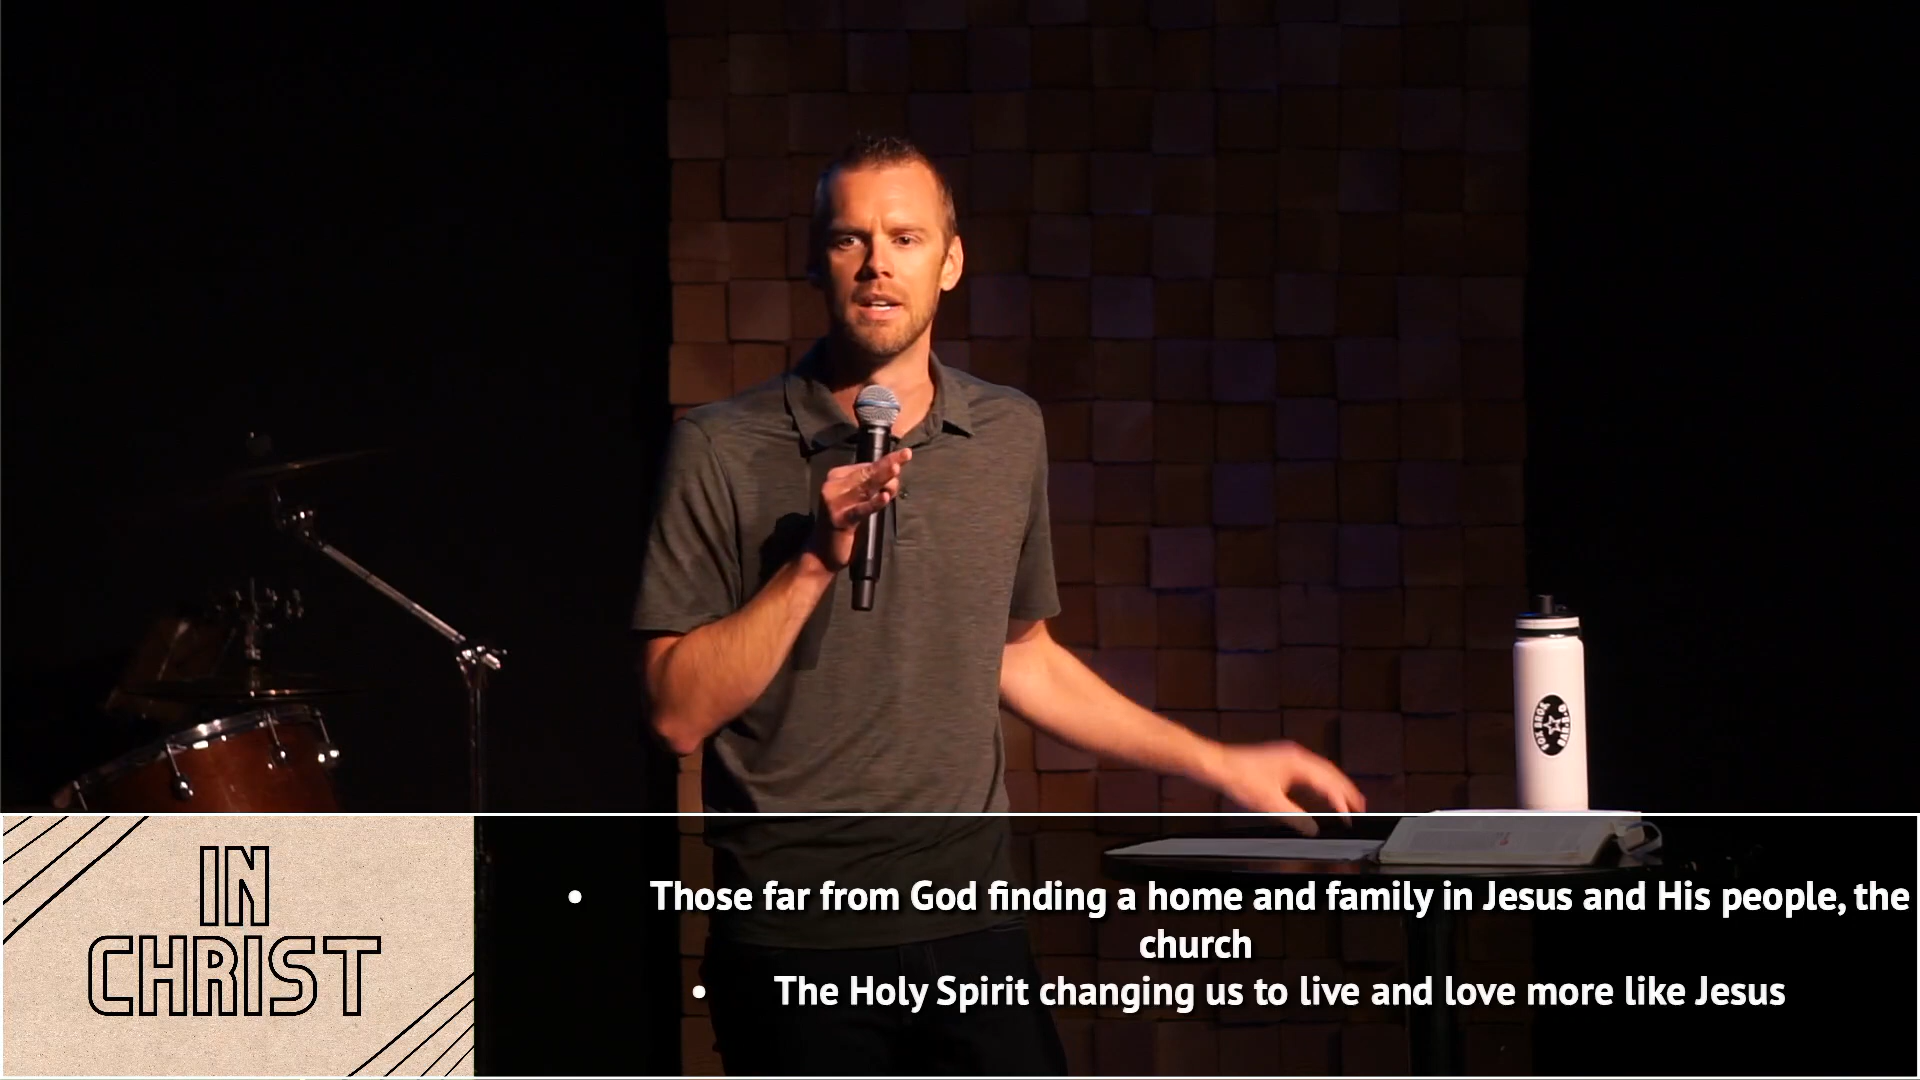 IN
CHRIST
• Those far from God finding a home and family in Jesus and His people, the
church
• The Holy Spirit changing us to live and love more like Jesus